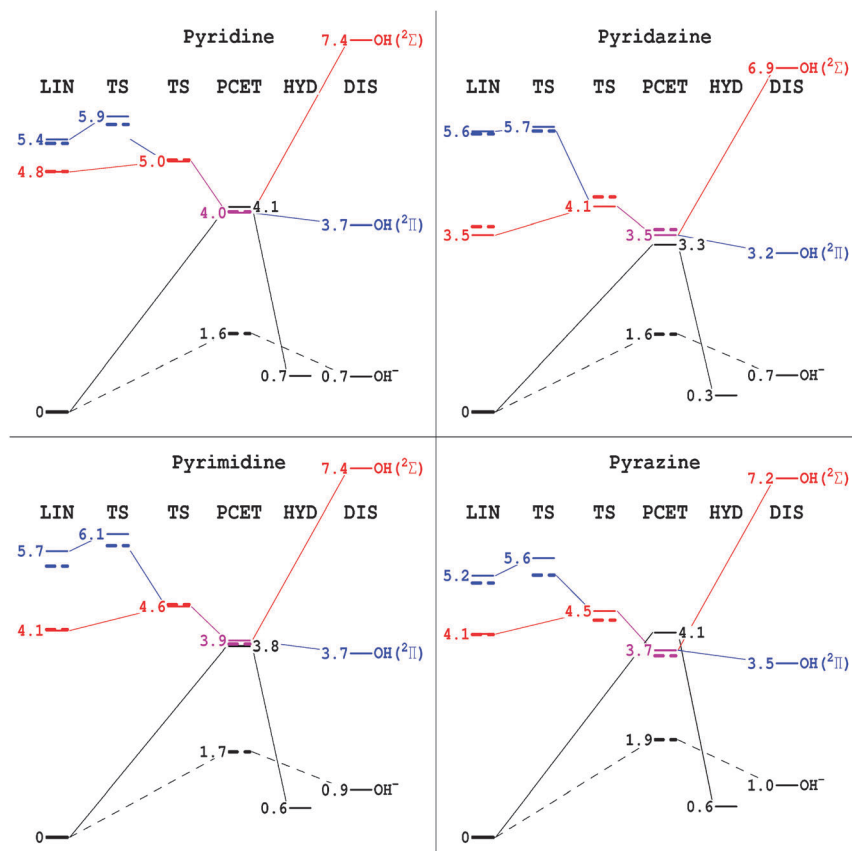 Pyridine
7.4 OH(²Σ)
LIN TS TS PCET HYD DIS
5.9
5.4
4.8
5.0
4.0 4.1
3.7 OH(²Π)
1.6
0.7 0.7 OH⁻
0
Pyridazine
6.9 OH(²Σ)
LIN TS TS PCET HYD DIS
5.6 5.7
4.1
3.5 3.5
3.3
3.2 OH(²Π)
1.6
0.7 OH⁻
0.3
0
Pyrimidine
7.4 OH(²Σ)
LIN TS TS PCET HYD DIS
6.1
5.7
4.6
4.1
3.9 3.8
3.7 OH(²Π)
1.7
0.9 OH⁻
0.6
0
Pyrazine
7.2 OH(²Σ)
LIN TS TS PCET HYD DIS
5.6
5.2
4.5
4.1 4.1
3.7
3.5 OH(²Π)
1.9
1.0 OH⁻
0.6
0